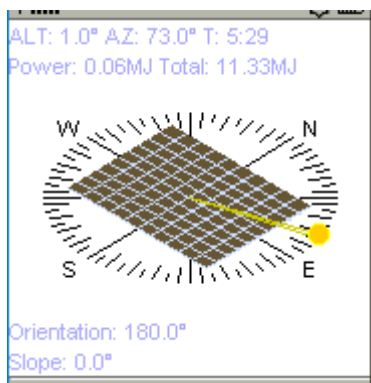 ALT: 1.0° AZ: 73.0° T: 5:29
Power: 0.06MJ Total: 11.33MJ
W N
S E
Orientation: 180.0°
Slope: 0.0°